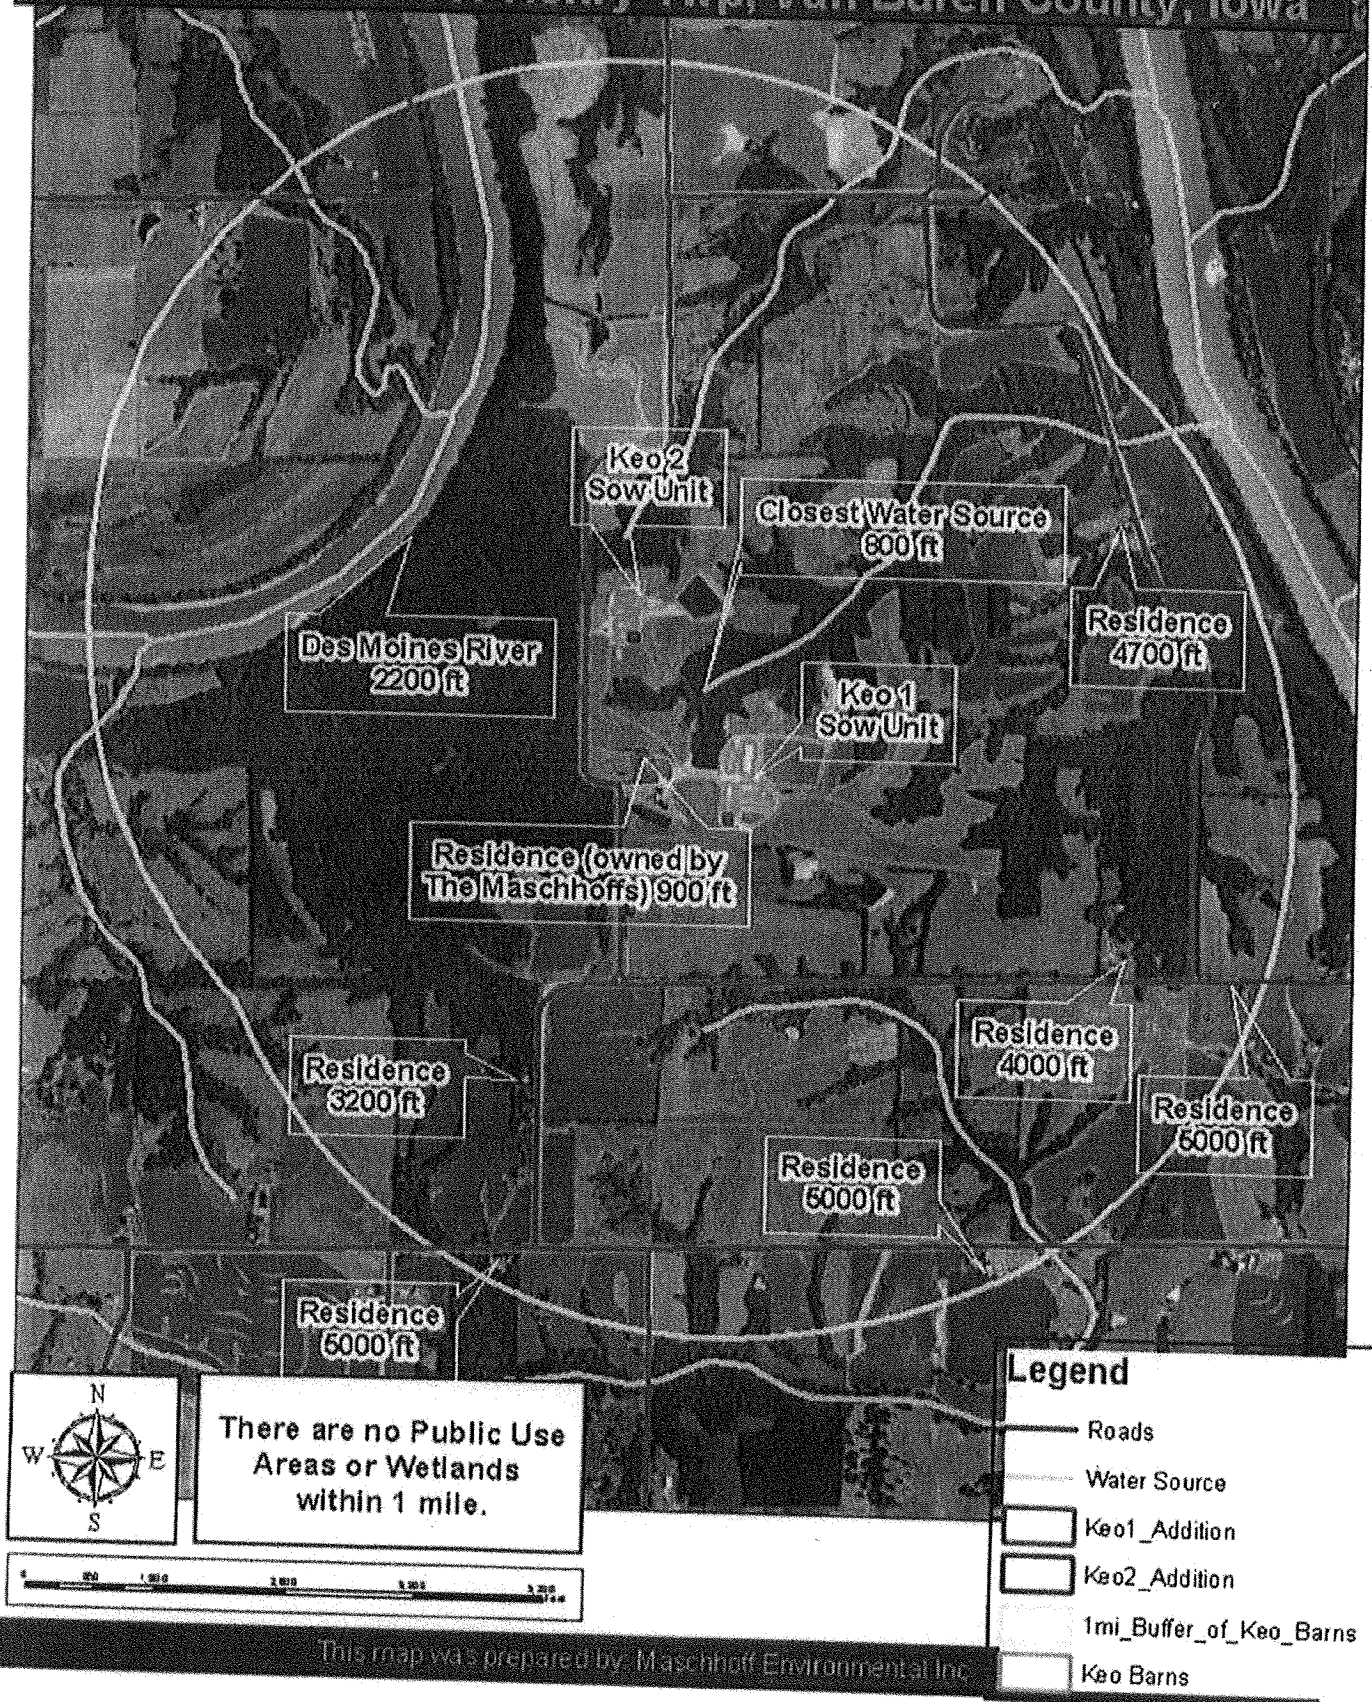 Henry Twp, Van Buren County, Iowa
Keo 2
Sow Unit
Closest Water Source
800 ft
Residence
4700 ft
Des Moines River
2200 ft
Keo 1
Sow Unit
Residence (owned by
The Maschhoffs) 900 ft
Residence
4000 ft
Residence
3200 ft
Residence
5000 ft
Residence
5000 ft
Residence
5000 ft
Legend
Roads
Water Source
Keo1_Addition
Keo2_Addition
1mi_Buffer_of_Keo_Barns
Keo Barns
N
W
E
S
There are no Public Use
Areas or Wetlands
within 1 mile.
This map was prepared by: Maschhoff Environmental Inc